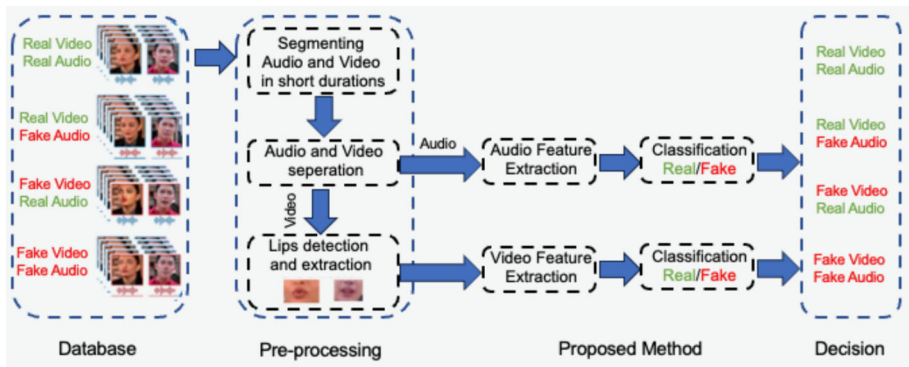 Real Video
Real Audio
Real Video
Fake Audio
Fake Video
Real Audio
Fake Video
Fake Audio
Database
Segmenting
Audio and Video
in short durations
Audio and Video
seperation
Video
Lips detection
and extraction
Pre-processing
Audio
Audio Feature
Extraction
Classification
Real/Fake
Video Feature
Extraction
Classification
Real/Fake
Proposed Method
Real Video
Real Audio
Real Video
Fake Audio
Fake Video
Real Audio
Fake Video
Fake Audio
Decision